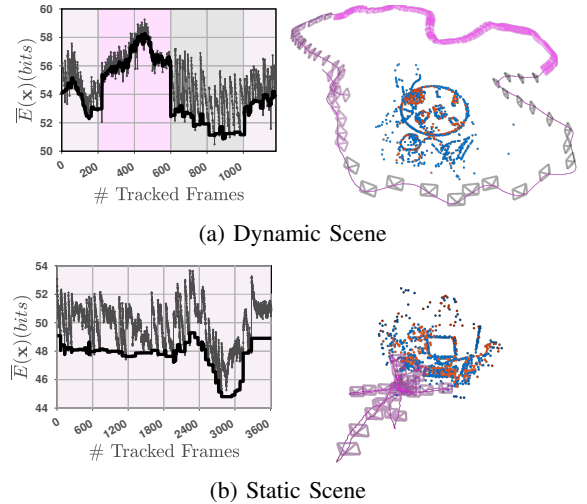 60
58
56
54
52
50
E̅(x)(bits)
0 200 400 600 800 1000
# Tracked Frames
(a) Dynamic Scene
54
52
50
48
46
44
E̅(x)(bits)
0 600 1200 1800 2400 3000 3600
# Tracked Frames
(b) Static Scene